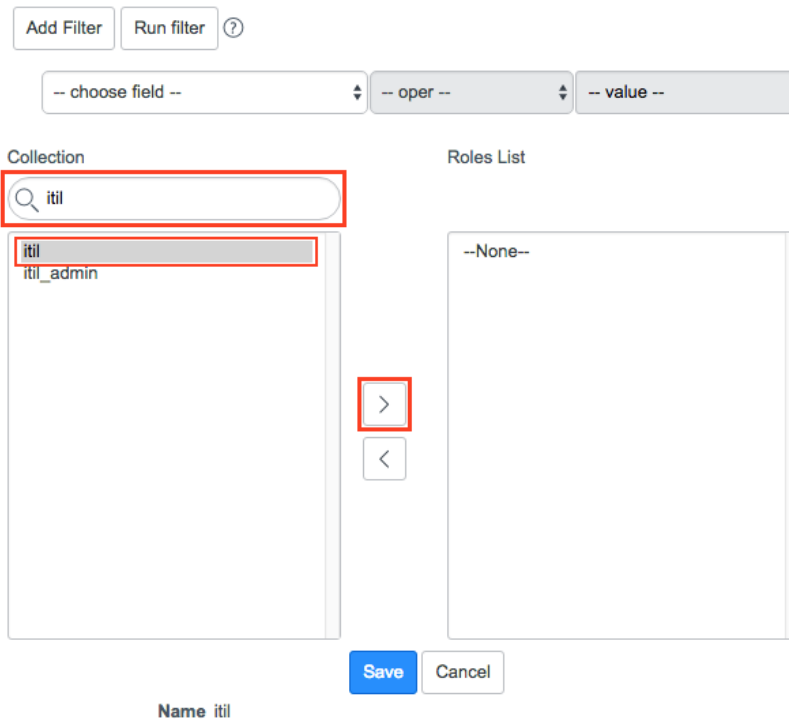 Add Filter Run filter ?
-- choose field -- -- oper -- -- value --
Collection Roles List
itil
itil --None--
itil_admin
>
<
Save Cancel
Name itil